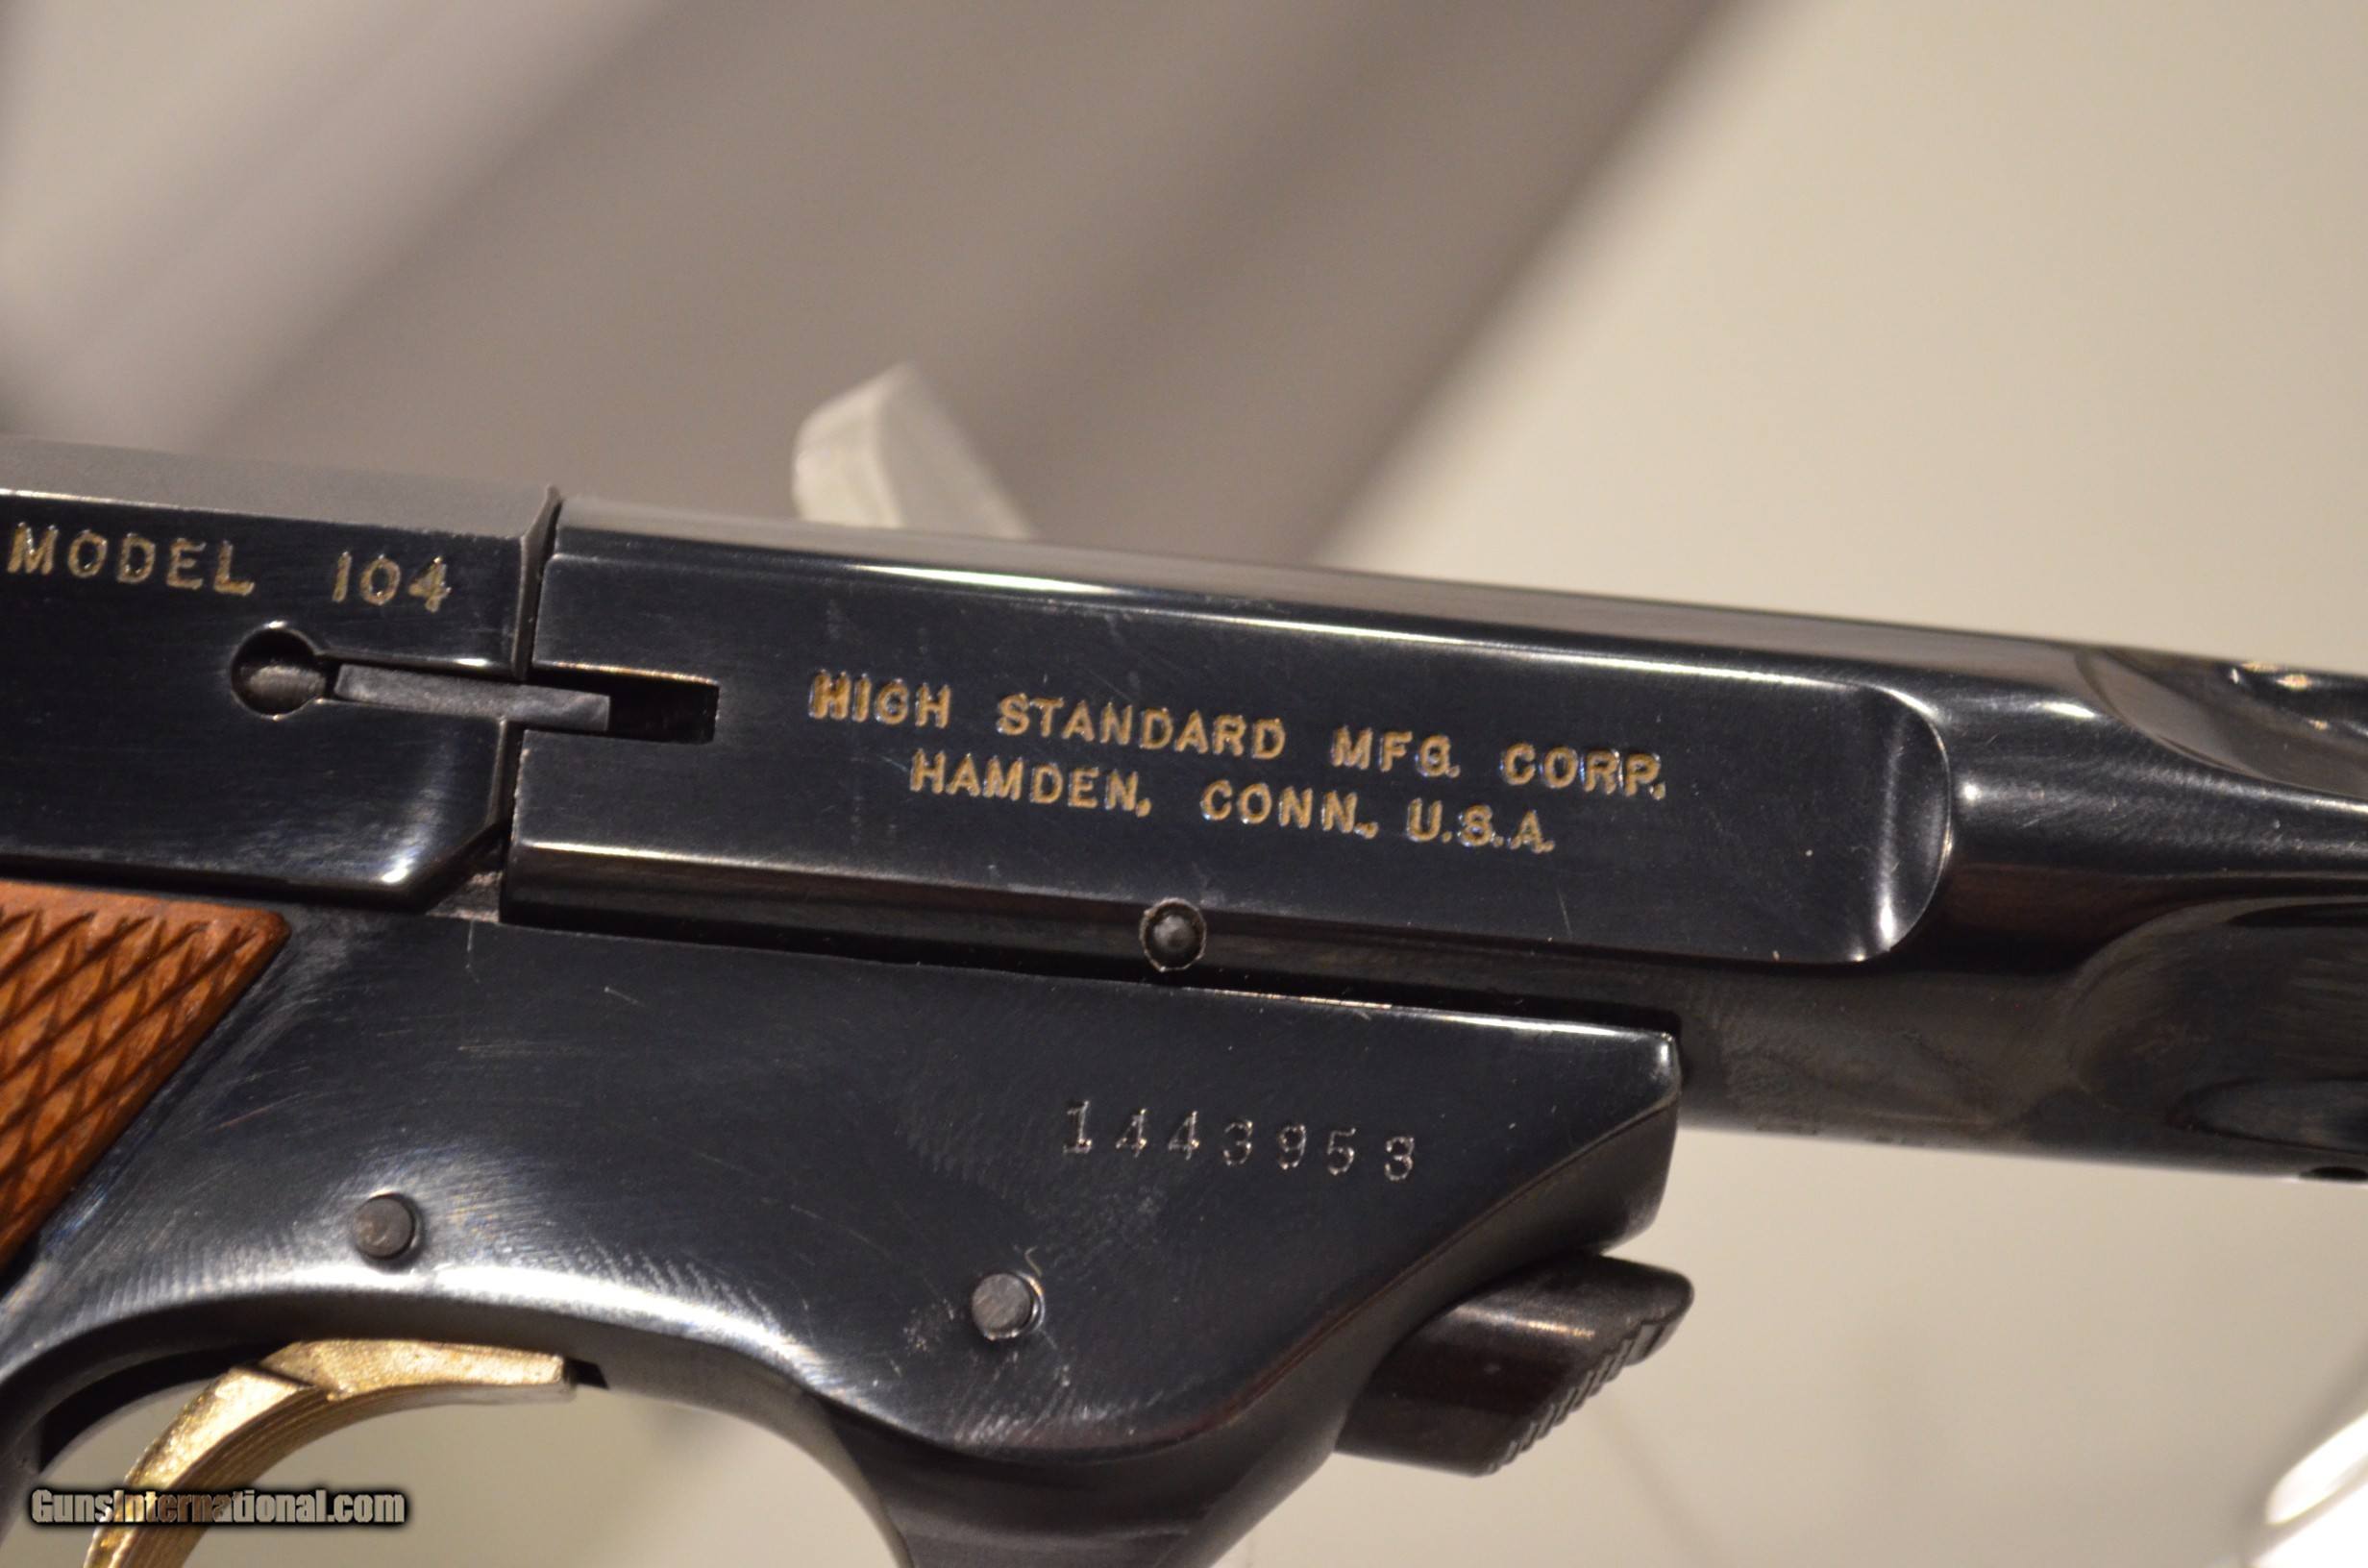 MODEL 104
HIGH STANDARD MFG. CORP.
HAMDEN, CONN., U.S.A.
1443953
GunsInternational.com